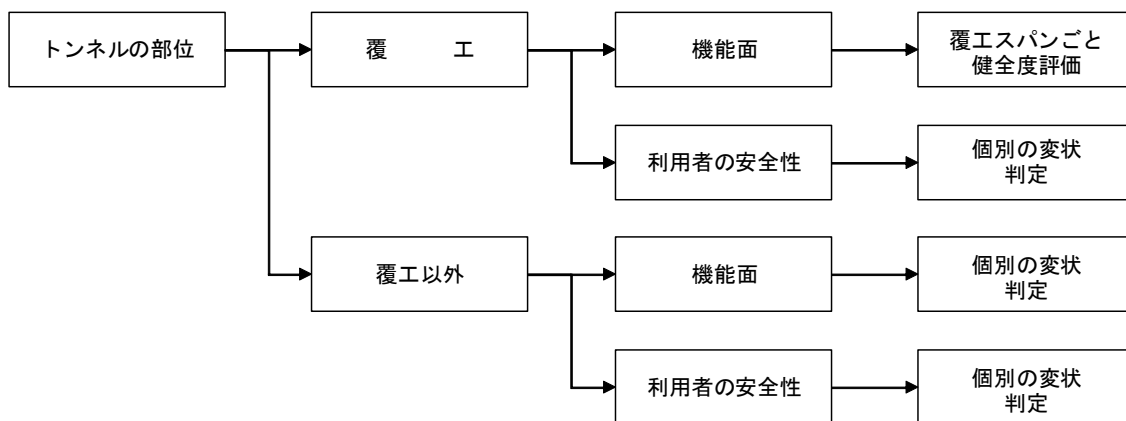 トンネルの部位
覆　　工
機能面
覆工スパンごと
健全度評価
利用者の安全性
個別の変状
判定
覆工以外
機能面
個別の変状
判定
利用者の安全性
個別の変状
判定